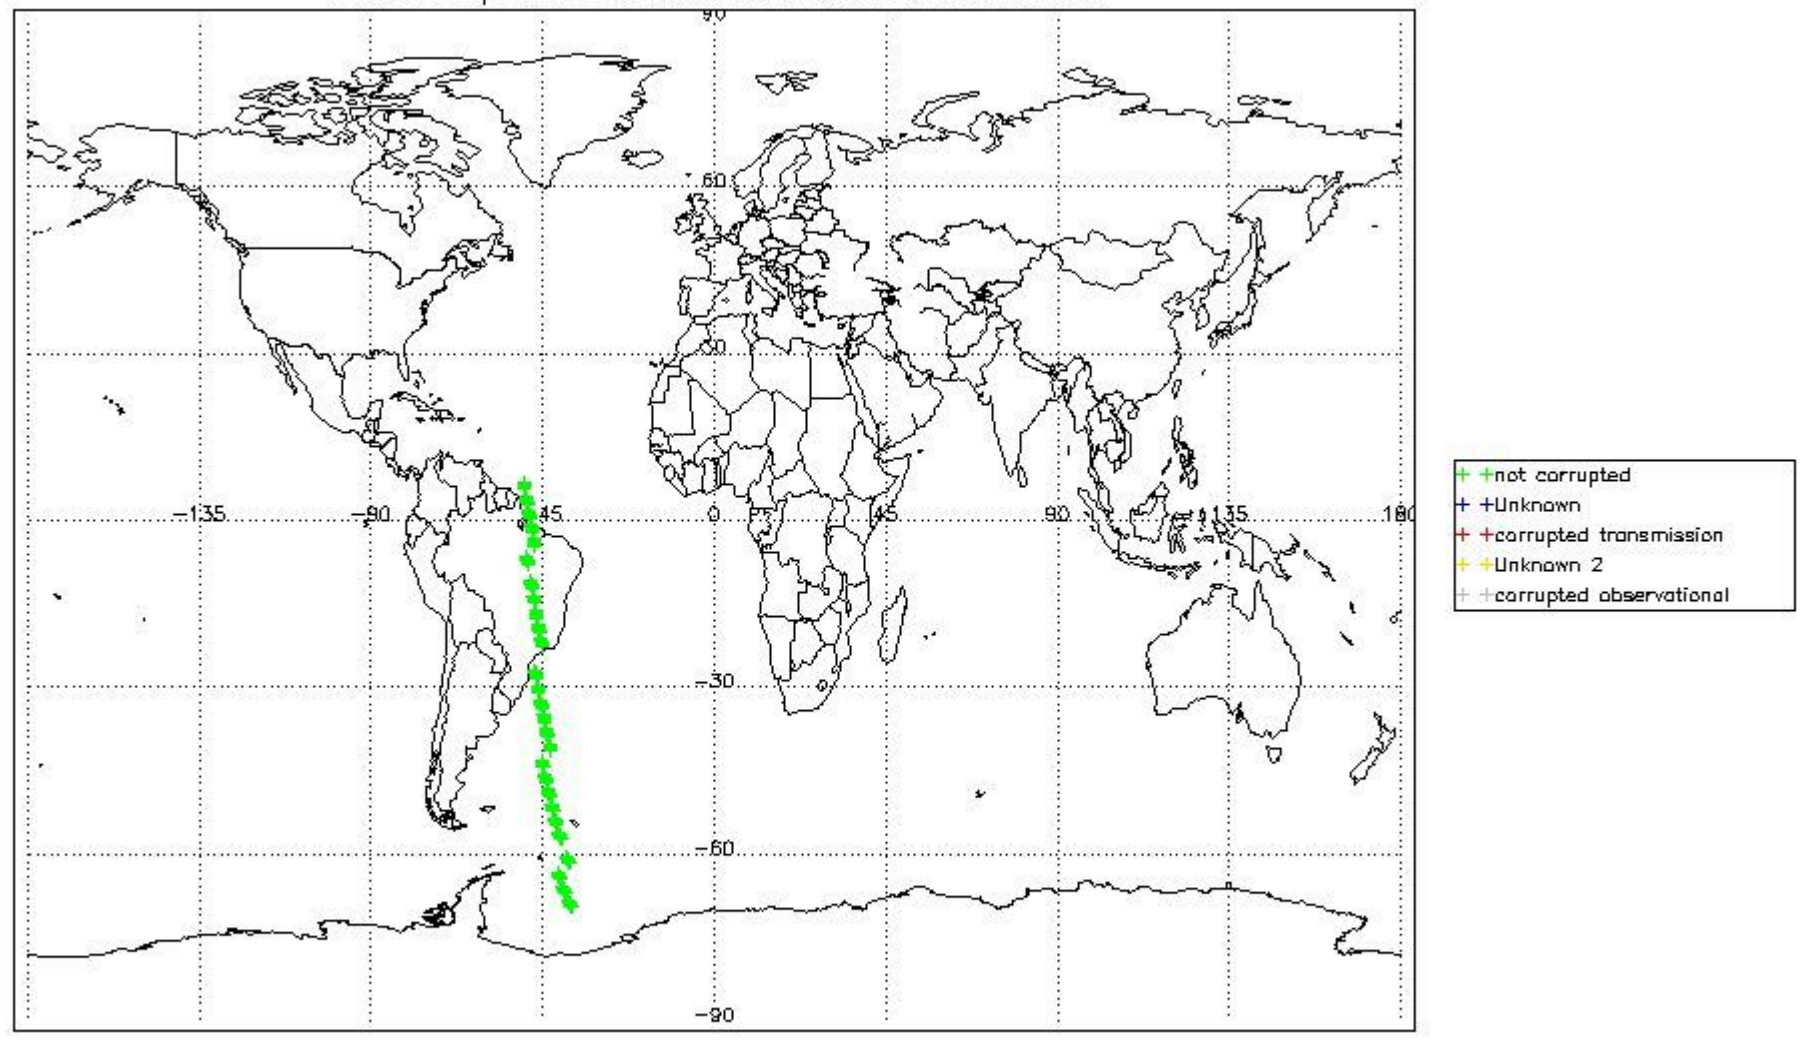 90
60
30
-135
-90
-45
0
45
90
135
180
-30
-60
-90
not corrupted
Unknown
corrupted transmission
Unknown 2
corrupted observational